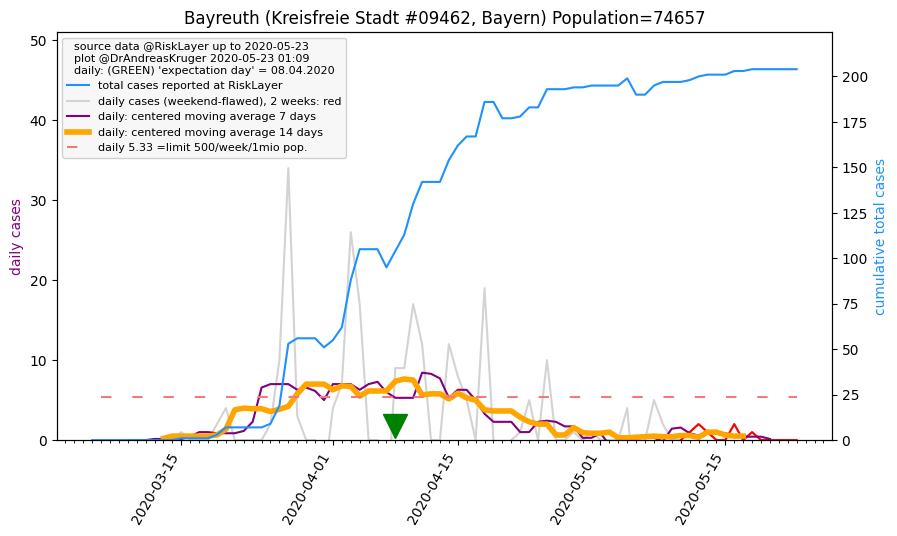 Bayreuth (Kreisfreie Stadt #09462, Bayern) Population=74657
source data @RiskLayer up to 2020-05-23
plot @DrAndreasKruger 2020-05-23 01:09
daily: (GREEN) 'expectation day' = 08.04.2020
total cases reported at RiskLayer
daily cases (weekend-flawed), 2 weeks: red
daily: centered moving average 7 days
daily: centered moving average 14 days
daily 5.33 =limit 500/week/1mio pop.
daily cases
50
40
30
20
10
0
cumulative total cases
200
175
150
125
100
75
50
25
0
2020-03-15
2020-04-01
2020-04-15
2020-05-01
2020-05-15